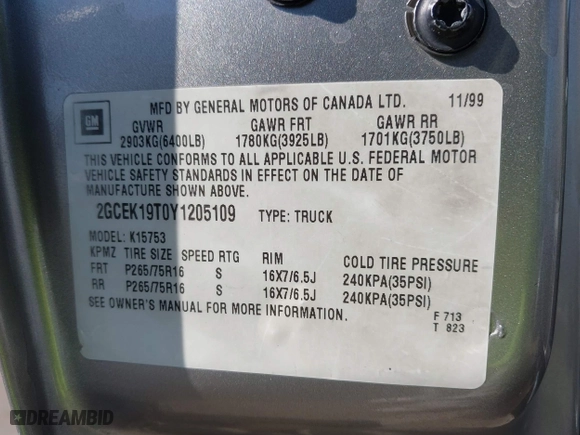 GM
MFD BY GENERAL MOTORS OF CANADA LTD. 11/99
GVWR GAWR FRT GAWR RR
2903KG(6400LB) 1780KG(3925LB) 1701KG(3750LB)
THIS VEHICLE CONFORMS TO ALL APPLICABLE U.S. FEDERAL MOTOR
VEHICLE SAFETY STANDARDS IN EFFECT ON THE DATE OF
MANUFACTURE SHOWN ABOVE.
2GCEK19T0Y1205109 TYPE: TRUCK
MODEL: K15753
KPMZ TIRE SIZE SPEED RTG RIM COLD TIRE PRESSURE
FRT P265/75R16 S 16X7/6.5J 240KPA(35PSI)
RR P265/75R16 S 16X7/6.5J 240KPA(35PSI)
SEE OWNER'S MANUAL FOR MORE INFORMATION.
F 713
T 823
DREAMBID